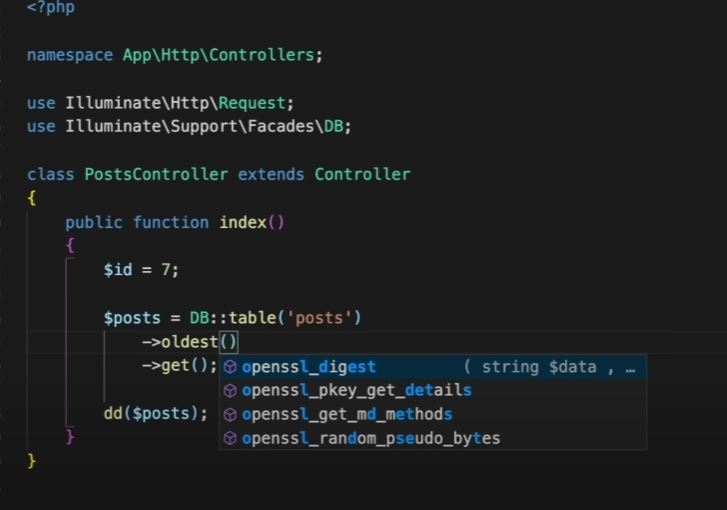 <?php
namespace App\Http\Controllers;
use Illuminate\Http\Request;
use Illuminate\Support\Facades\DB;
class PostsController extends Controller
{
public function index()
{
$id = 7;
$posts = DB::table('posts')
->oldest()
->get();
openssl_digest ( string $data , …
openssl_pkey_get_details
dd($posts);
openssl_get_md_methods
}
openssl_random_pseudo_bytes
}